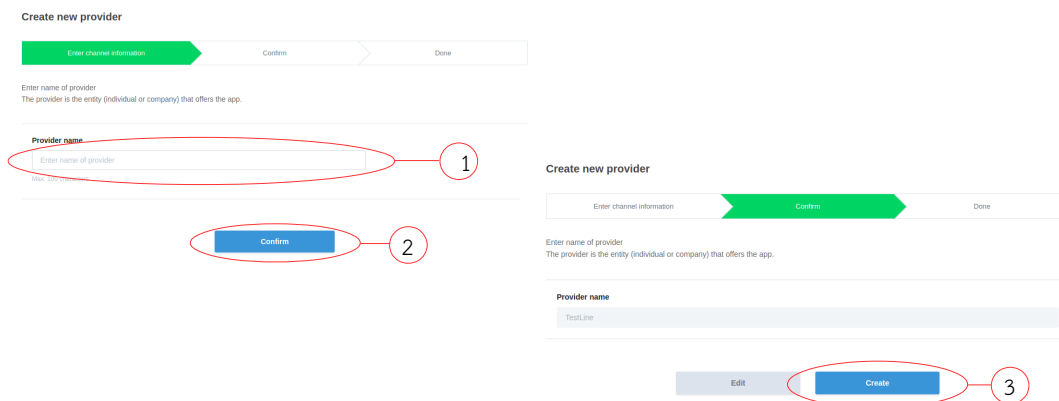 Create new provider
Enter channel information
Confirm
Done
Enter name of provider
The provider is the entity (individual or company) that offers the app.
Provider name
Enter name of provider
1
Max: 100 characters
Confirm
2
Create new provider
Enter channel information
Confirm
Done
Enter name of provider
The provider is the entity (individual or company) that offers the app.
Provider name
TestLine
Edit
Create
3